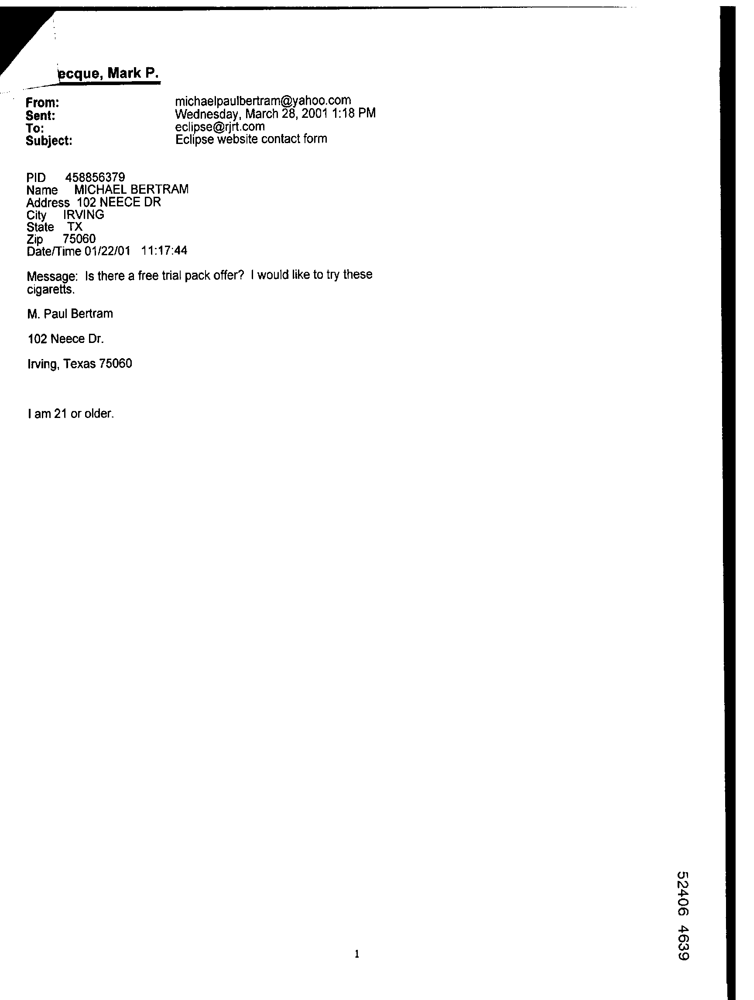 ecque, Mark P.
From: michaelpaulbertram@yahoo.com
Sent: Wednesday, March 28, 2001 1:18 PM
To: eclipse@rjrt.com
Subject: Eclipse website contact form
PID 458856379
Name MICHAEL BERTRAM
Address 102 NEECE DR
City IRVING
State TX
Zip 75060
Date/Time 01/22/01 11:17:44
Message: Is there a free trial pack offer? I would like to try these
cigaretts.
M. Paul Bertram
102 Neece Dr.
Irving, Texas 75060
I am 21 or older.
52406 4639
1